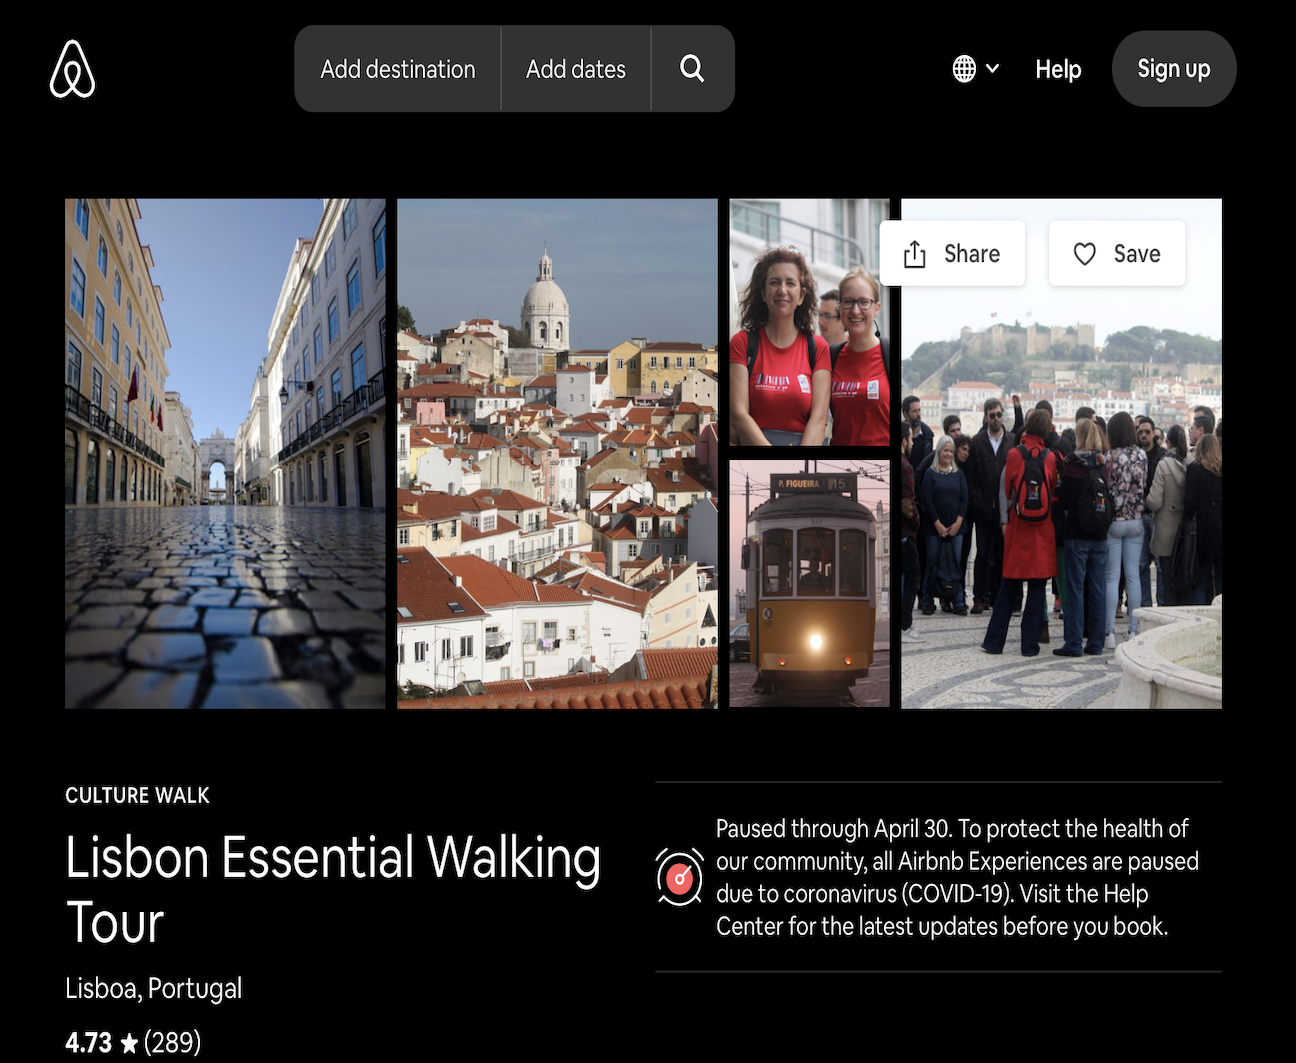 Add destination
Add dates
Help
Sign up
Share
Save
P. FIGUEIRA 15
CULTURE WALK
Lisbon Essential Walking
Tour
Lisboa, Portugal
4.73 ★ (289)
Paused through April 30. To protect the health of
our community, all Airbnb Experiences are paused
due to coronavirus (COVID-19). Visit the Help
Center for the latest updates before you book.